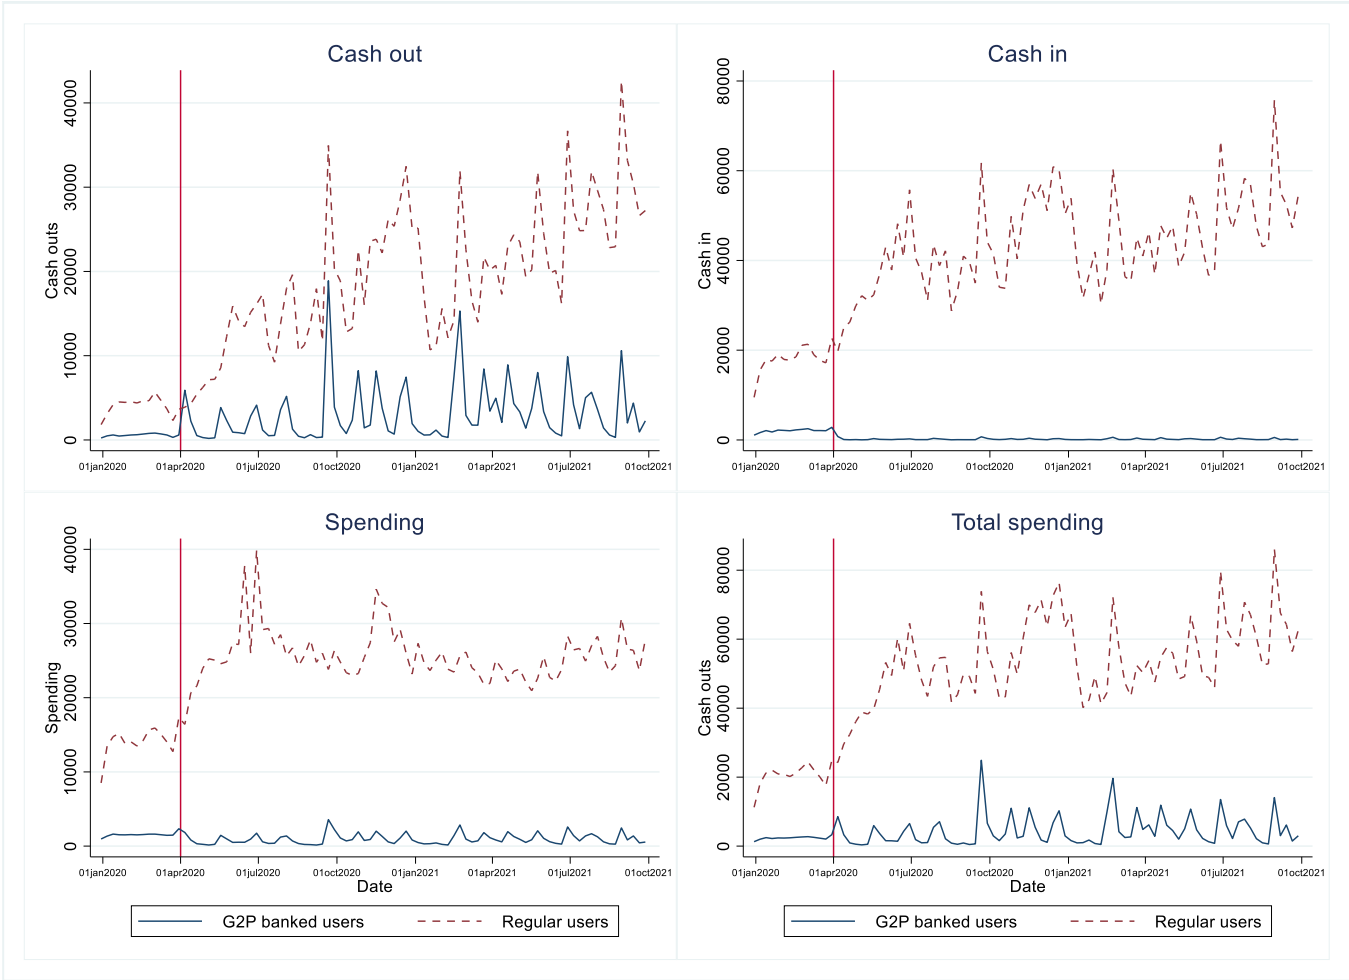 Cash out
Cash outs
40000
30000
20000
10000
0
01jan2020 01apr2020 01jul2020 01oct2020 01jan2021 01apr2021 01jul2021 01oct2021
Cash in
Cash in
80000
60000
40000
20000
0
01jan2020 01apr2020 01jul2020 01oct2020 01jan2021 01apr2021 01jul2021 01oct2021
Spending
Spending
40000
30000
20000
10000
0
01jan2020 01apr2020 01jul2020 01oct2020 01jan2021 01apr2021 01jul2021 01oct2021
Date
G2P banked users Regular users
Total spending
Cash outs
80000
60000
40000
20000
0
01jan2020 01apr2020 01jul2020 01oct2020 01jan2021 01apr2021 01jul2021 01oct2021
Date
G2P banked users Regular users